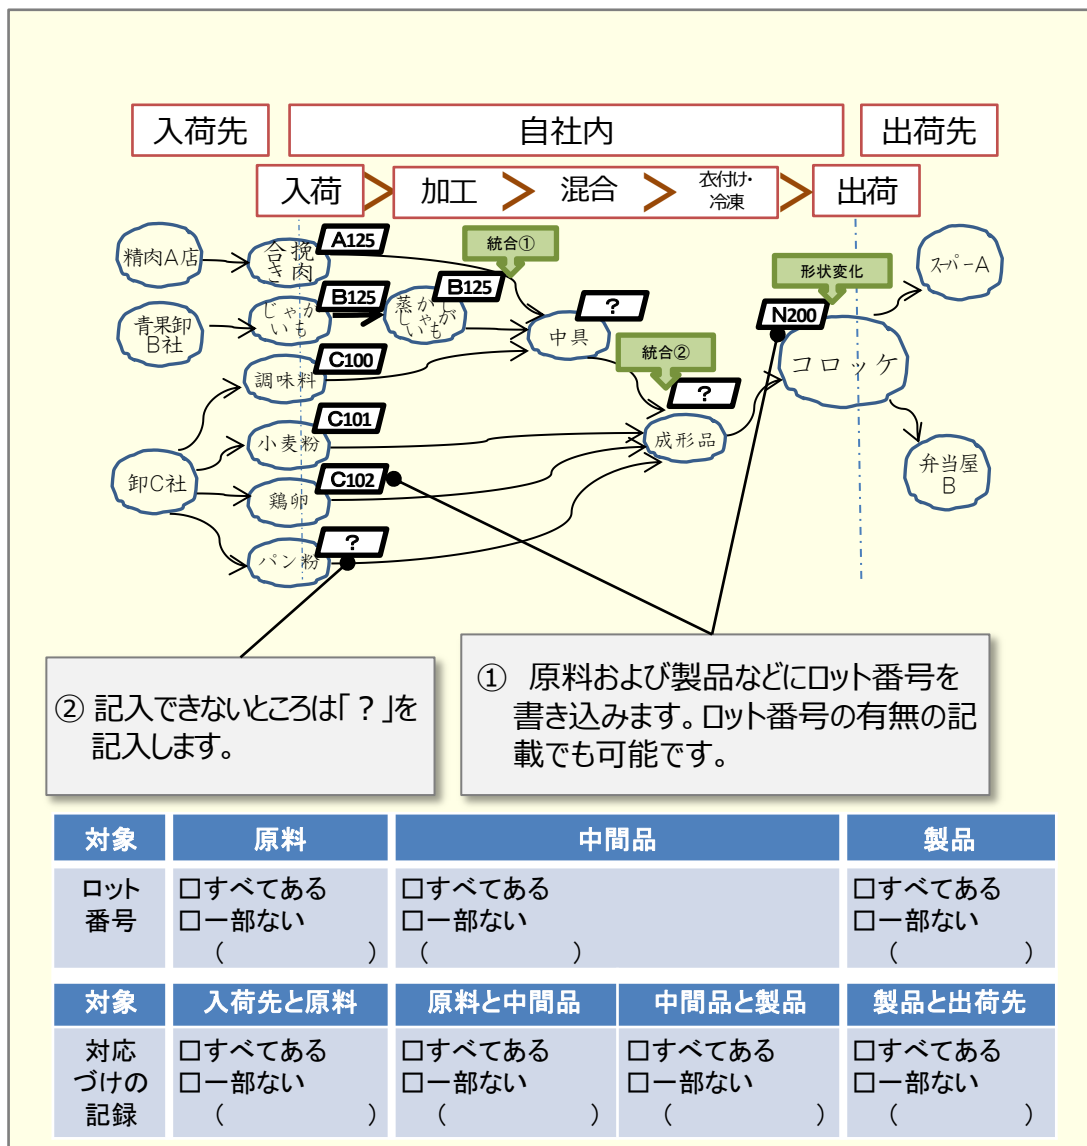 入荷先
自社内
出荷先
入荷
加工
混合
衣付け・
冷凍
出荷
統合①
形状変化
精肉A店
合挽
き肉
A125
スーパーA
青果卸
B社
じゃが
いも
B125
蒸かし
じゃが
いも
B125
中具
？
N200
コロッケ
統合②
調味料
C100
？
成形品
小麦粉
C101
卸C社
鶏卵
C102
弁当屋
B
パン粉
？
② 記入できないところは「？」を
記入します。
① 原料および製品などにロット番号を
書き込みます。ロット番号の有無の記
載でも可能です。
対象 原料 中間品 製品
ロット
番号
□すべてある
□一部ない
（ ）
□すべてある
□一部ない
（ ）
□すべてある
□一部ない
（ ）
対象 入荷先と原料 原料と中間品 中間品と製品 製品と出荷先
対応
づけの
記録
□すべてある
□一部ない
（ ）
□すべてある
□一部ない
（ ）
□すべてある
□一部ない
（ ）
□すべてある
□一部ない
（ ）